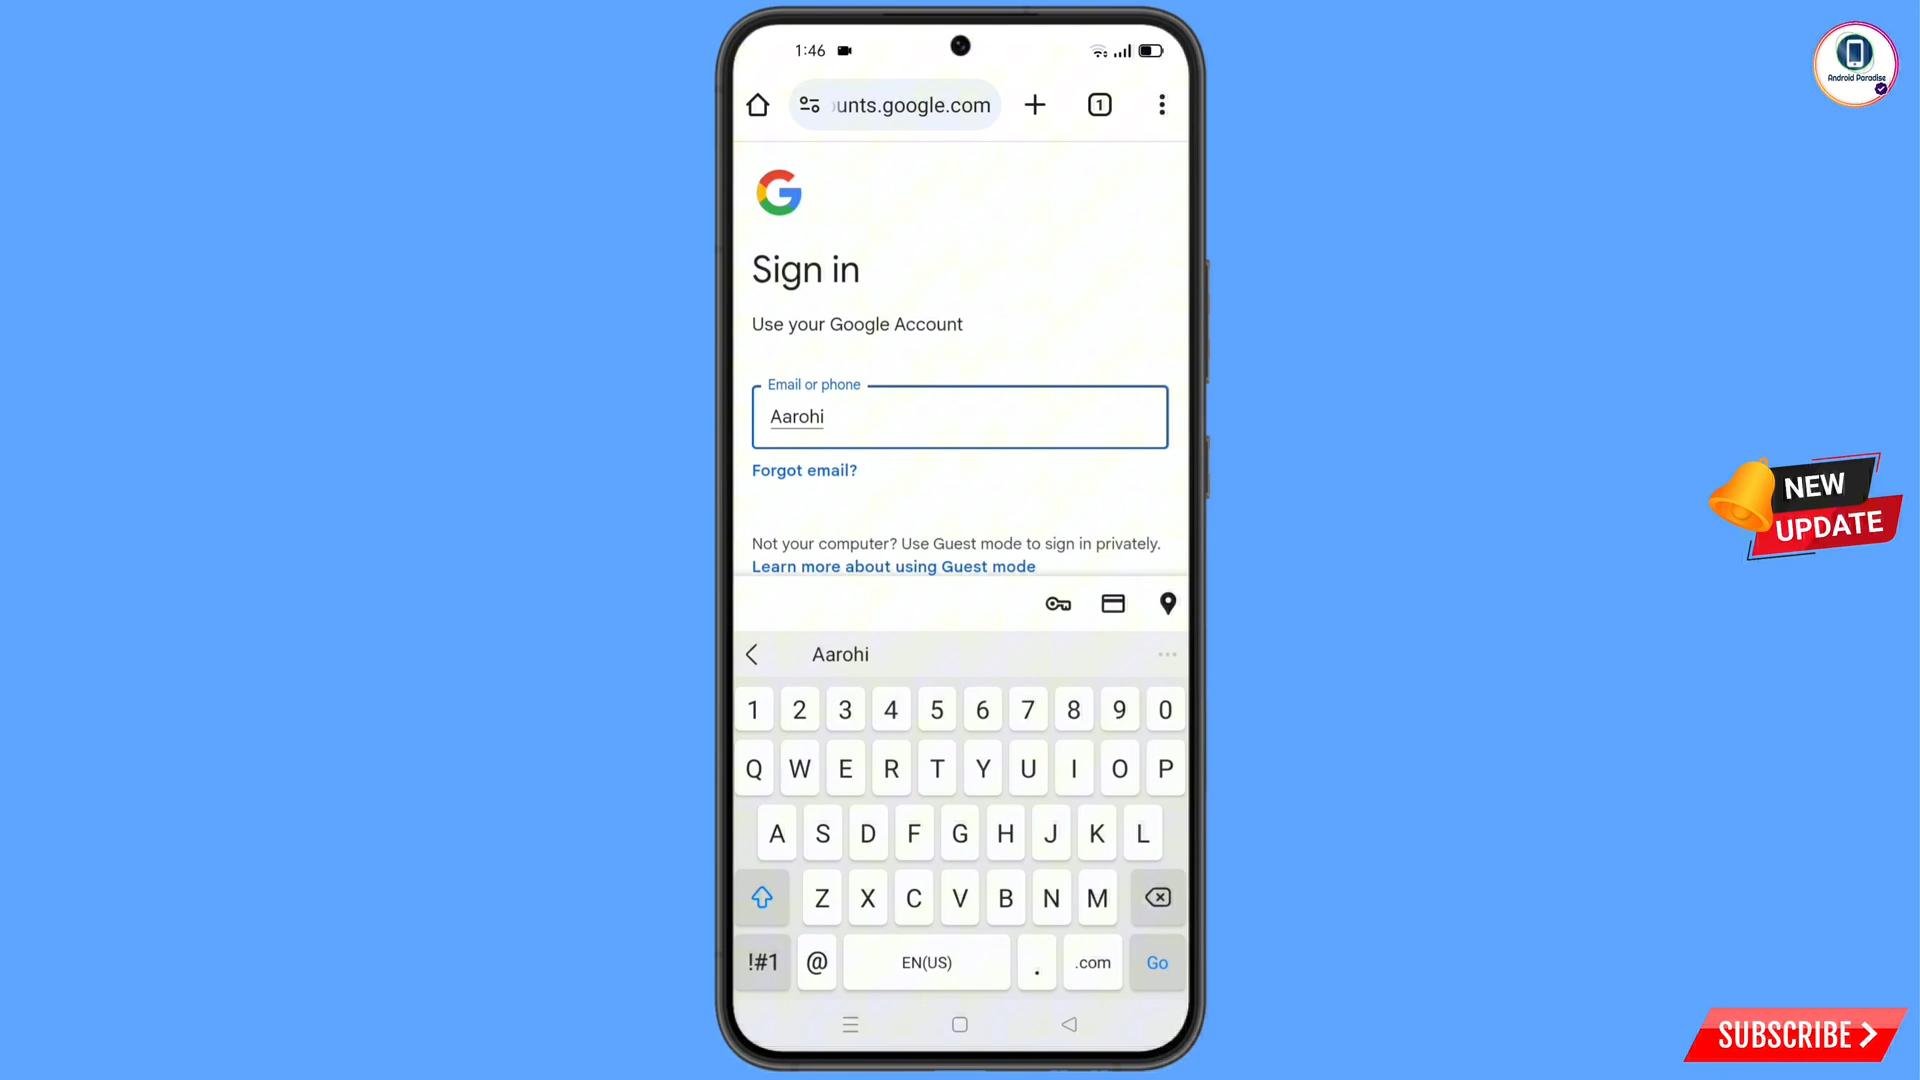 1:46
unts.google.com
1
Android Paradise
Sign in
Use your Google Account
Email or phone
Aarohi
Forgot email?
Not your computer? Use Guest mode to sign in privately.
Learn more about using Guest mode
NEW
UPDATE
Aarohi
1 2 3 4 5 6 7 8 9 0
Q W E R T Y U I O P
A S D F G H J K L
Z X C V B N M
!#1 @ EN(US) . .com Go
SUBSCRIBE